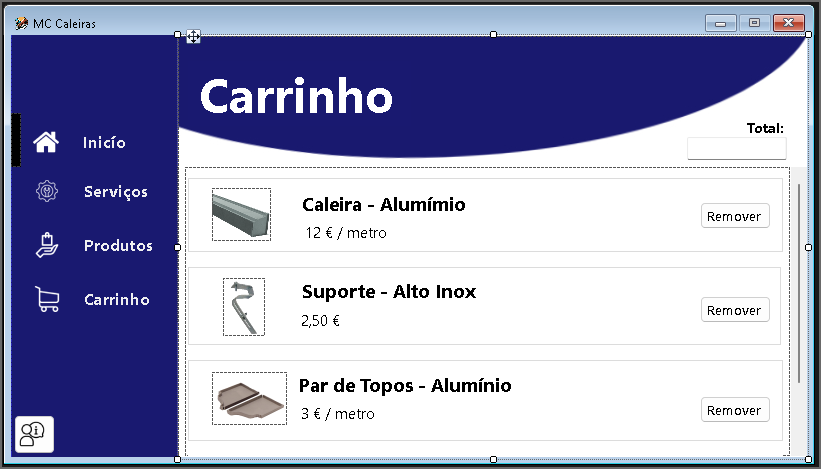 MC Caleiras
Carrinho
Total:
Inicío
Serviços
Produtos
Carrinho
Caleira - Alumímio
12 € / metro
Remover
Suporte - Alto Inox
2,50 €
Remover
Par de Topos - Alumínio
3 € / metro
Remover